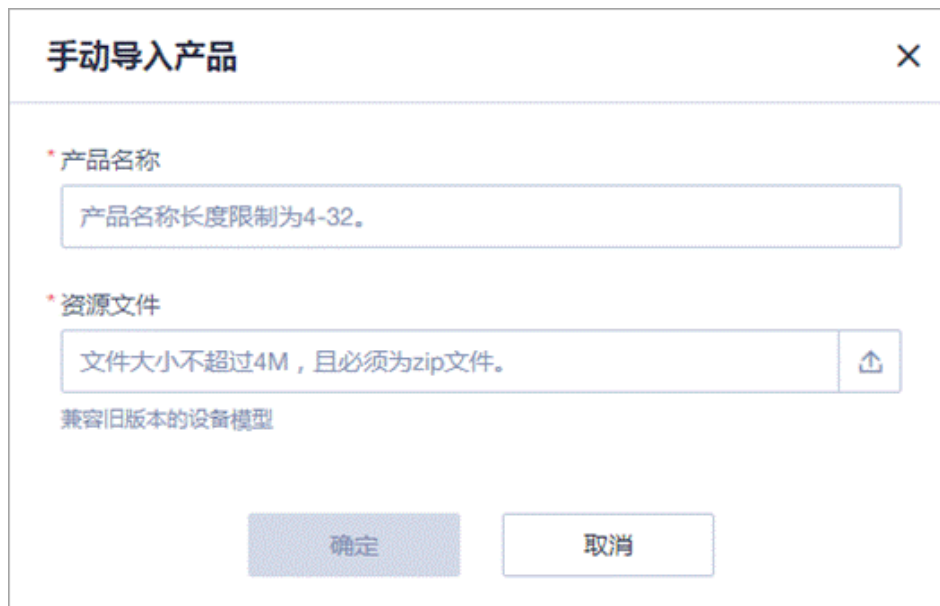 手动导入产品
* 产品名称
产品名称长度限制为4-32。
* 资源文件
文件大小不超过4M，且必须为zip文件。
兼容旧版本的设备模型
确定
取消